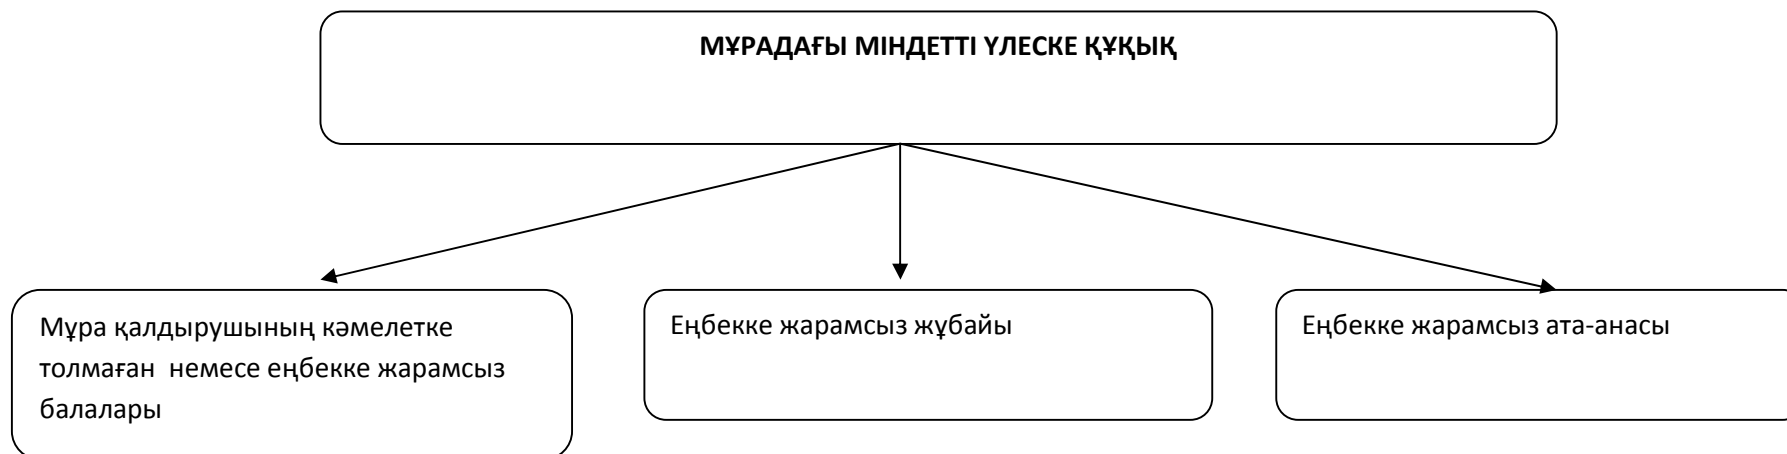 МҰРАДАҒЫ МІНДЕТТІ ҮЛЕСКЕ ҚҰҚЫҚ
Мұра қалдырушының кәмелетке
толмаған немесе еңбекке жарамсыз
балалары
Еңбекке жарамсыз жұбайы
Еңбекке жарамсыз ата-анасы